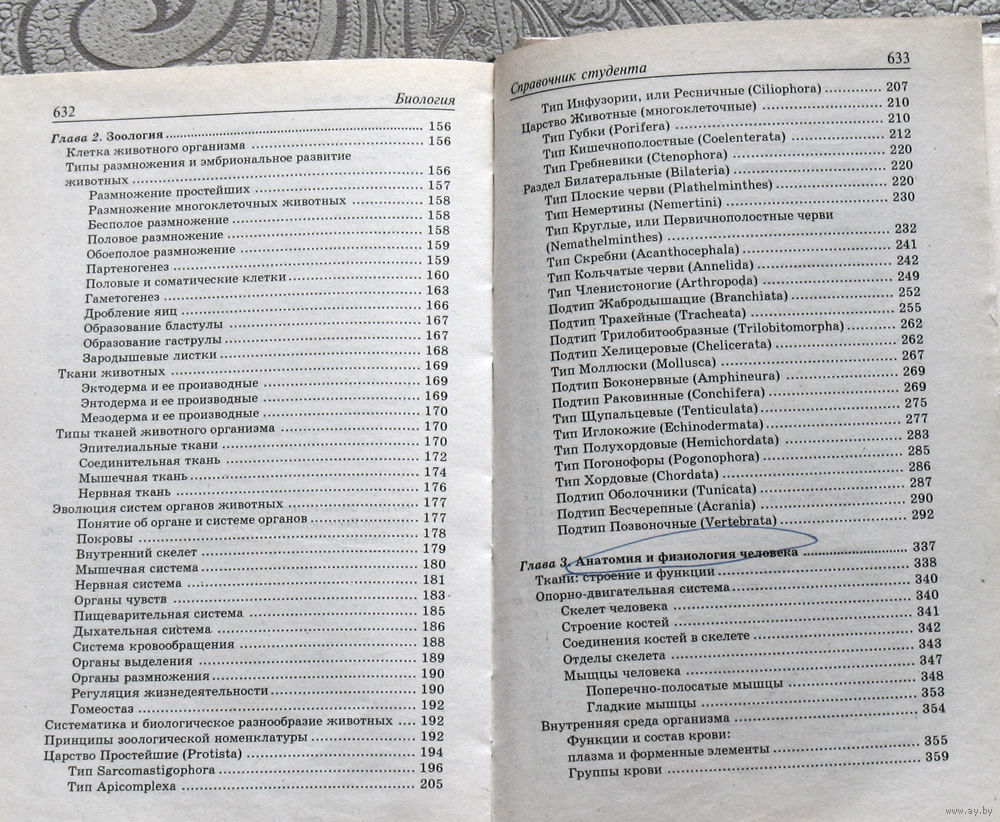 632 Биология
Глава 2. Зоология 156
Клетка животного организма 156
Типы размножения и эмбриональное развитие
животных 156
Размножение простейших 157
Размножение многоклеточных животных 158
Бесполое размножение 158
Половое размножение 158
Обоеполое размножение 159
Партеногенез 159
Половые и соматические клетки 160
Гаметогенез 163
Дробление яиц 166
Образование бластулы 167
Образование гаструлы 167
Зародышевые листки 168
Ткани животных 169
Эктодерма и ее производные 169
Энтодерма и ее производные 169
Мезодерма и ее производные 170
Типы тканей животного организма 170
Эпителиальные ткани 170
Соединительная ткань 172
Мышечная ткань 174
Нервная ткань 176
Эволюция систем органов животных 177
Понятие об органе и системе органов 177
Покровы 178
Внутренний скелет 179
Мышечная система 180
Нервная система 181
Органы чувств 183
Пищеварительная система 185
Дыхательная система 186
Система кровообращения 188
Органы выделения 189
Органы размножения 190
Регуляция жизнедеятельности 190
Гомеостаз 192
Систематика и биологическое разнообразие животных 192
Принципы зоологической номенклатуры 192
Царство Простейшие (Protista) 194
Тип Sarcomastigophora 196
Тип Apicomplexa 205
Справочник студента 633
Тип Инфузории, или Ресничные (Ciliophora) 207
Царство Животные (многоклеточные) 210
Тип Губки (Porifera) 210
Тип Кишечнополостные (Coelenterata) 212
Тип Гребневики (Ctenophora) 220
Раздел Билатеральные (Bilateria) 220
Тип Плоские черви (Plathelminthes) 220
Тип Немертины (Nemertini) 230
Тип Круглые, или Первичнополостные черви
(Nemathelminthes) 232
Тип Скребни (Acanthocephala) 241
Тип Кольчатые черви (Annelida) 242
Тип Членистоногие (Arthropoda) 249
Подтип Жабродышащие (Branchiata) 252
Подтип Трахейные (Tracheata) 255
Подтип Трилобитообразные (Trilobitomorpha) 262
Подтип Хелицеровые (Chelicerata) 262
Тип Моллюски (Mollusca) 267
Подтип Боконервные (Amphineura) 269
Подтип Раковинные (Conchifera) 269
Тип Щупальцевые (Tenticulata) 275
Тип Иглокожие (Echinodermata) 277
Тип Полухордовые (Hemichordata) 283
Тип Погонофоры (Pogonophora) 285
Тип Хордовые (Chordata) 286
Подтип Оболочники (Tunicata) 287
Подтип Бесчерепные (Acrania) 290
Подтип Позвоночные (Vertebrata) 292
Глава 3. Анатомия и физиология человека 337
Ткани: строение и функции 338
Опорно-двигательная система 340
Скелет человека 340
Строение костей 341
Соединения костей в скелете 342
Отделы скелета 343
Мышцы человека 347
Поперечно-полосатые мышцы 348
Гладкие мышцы 353
Внутренняя среда организма 354
Функции и состав крови:
плазма и форменные элементы 355
Группы крови 359
www.ay.by